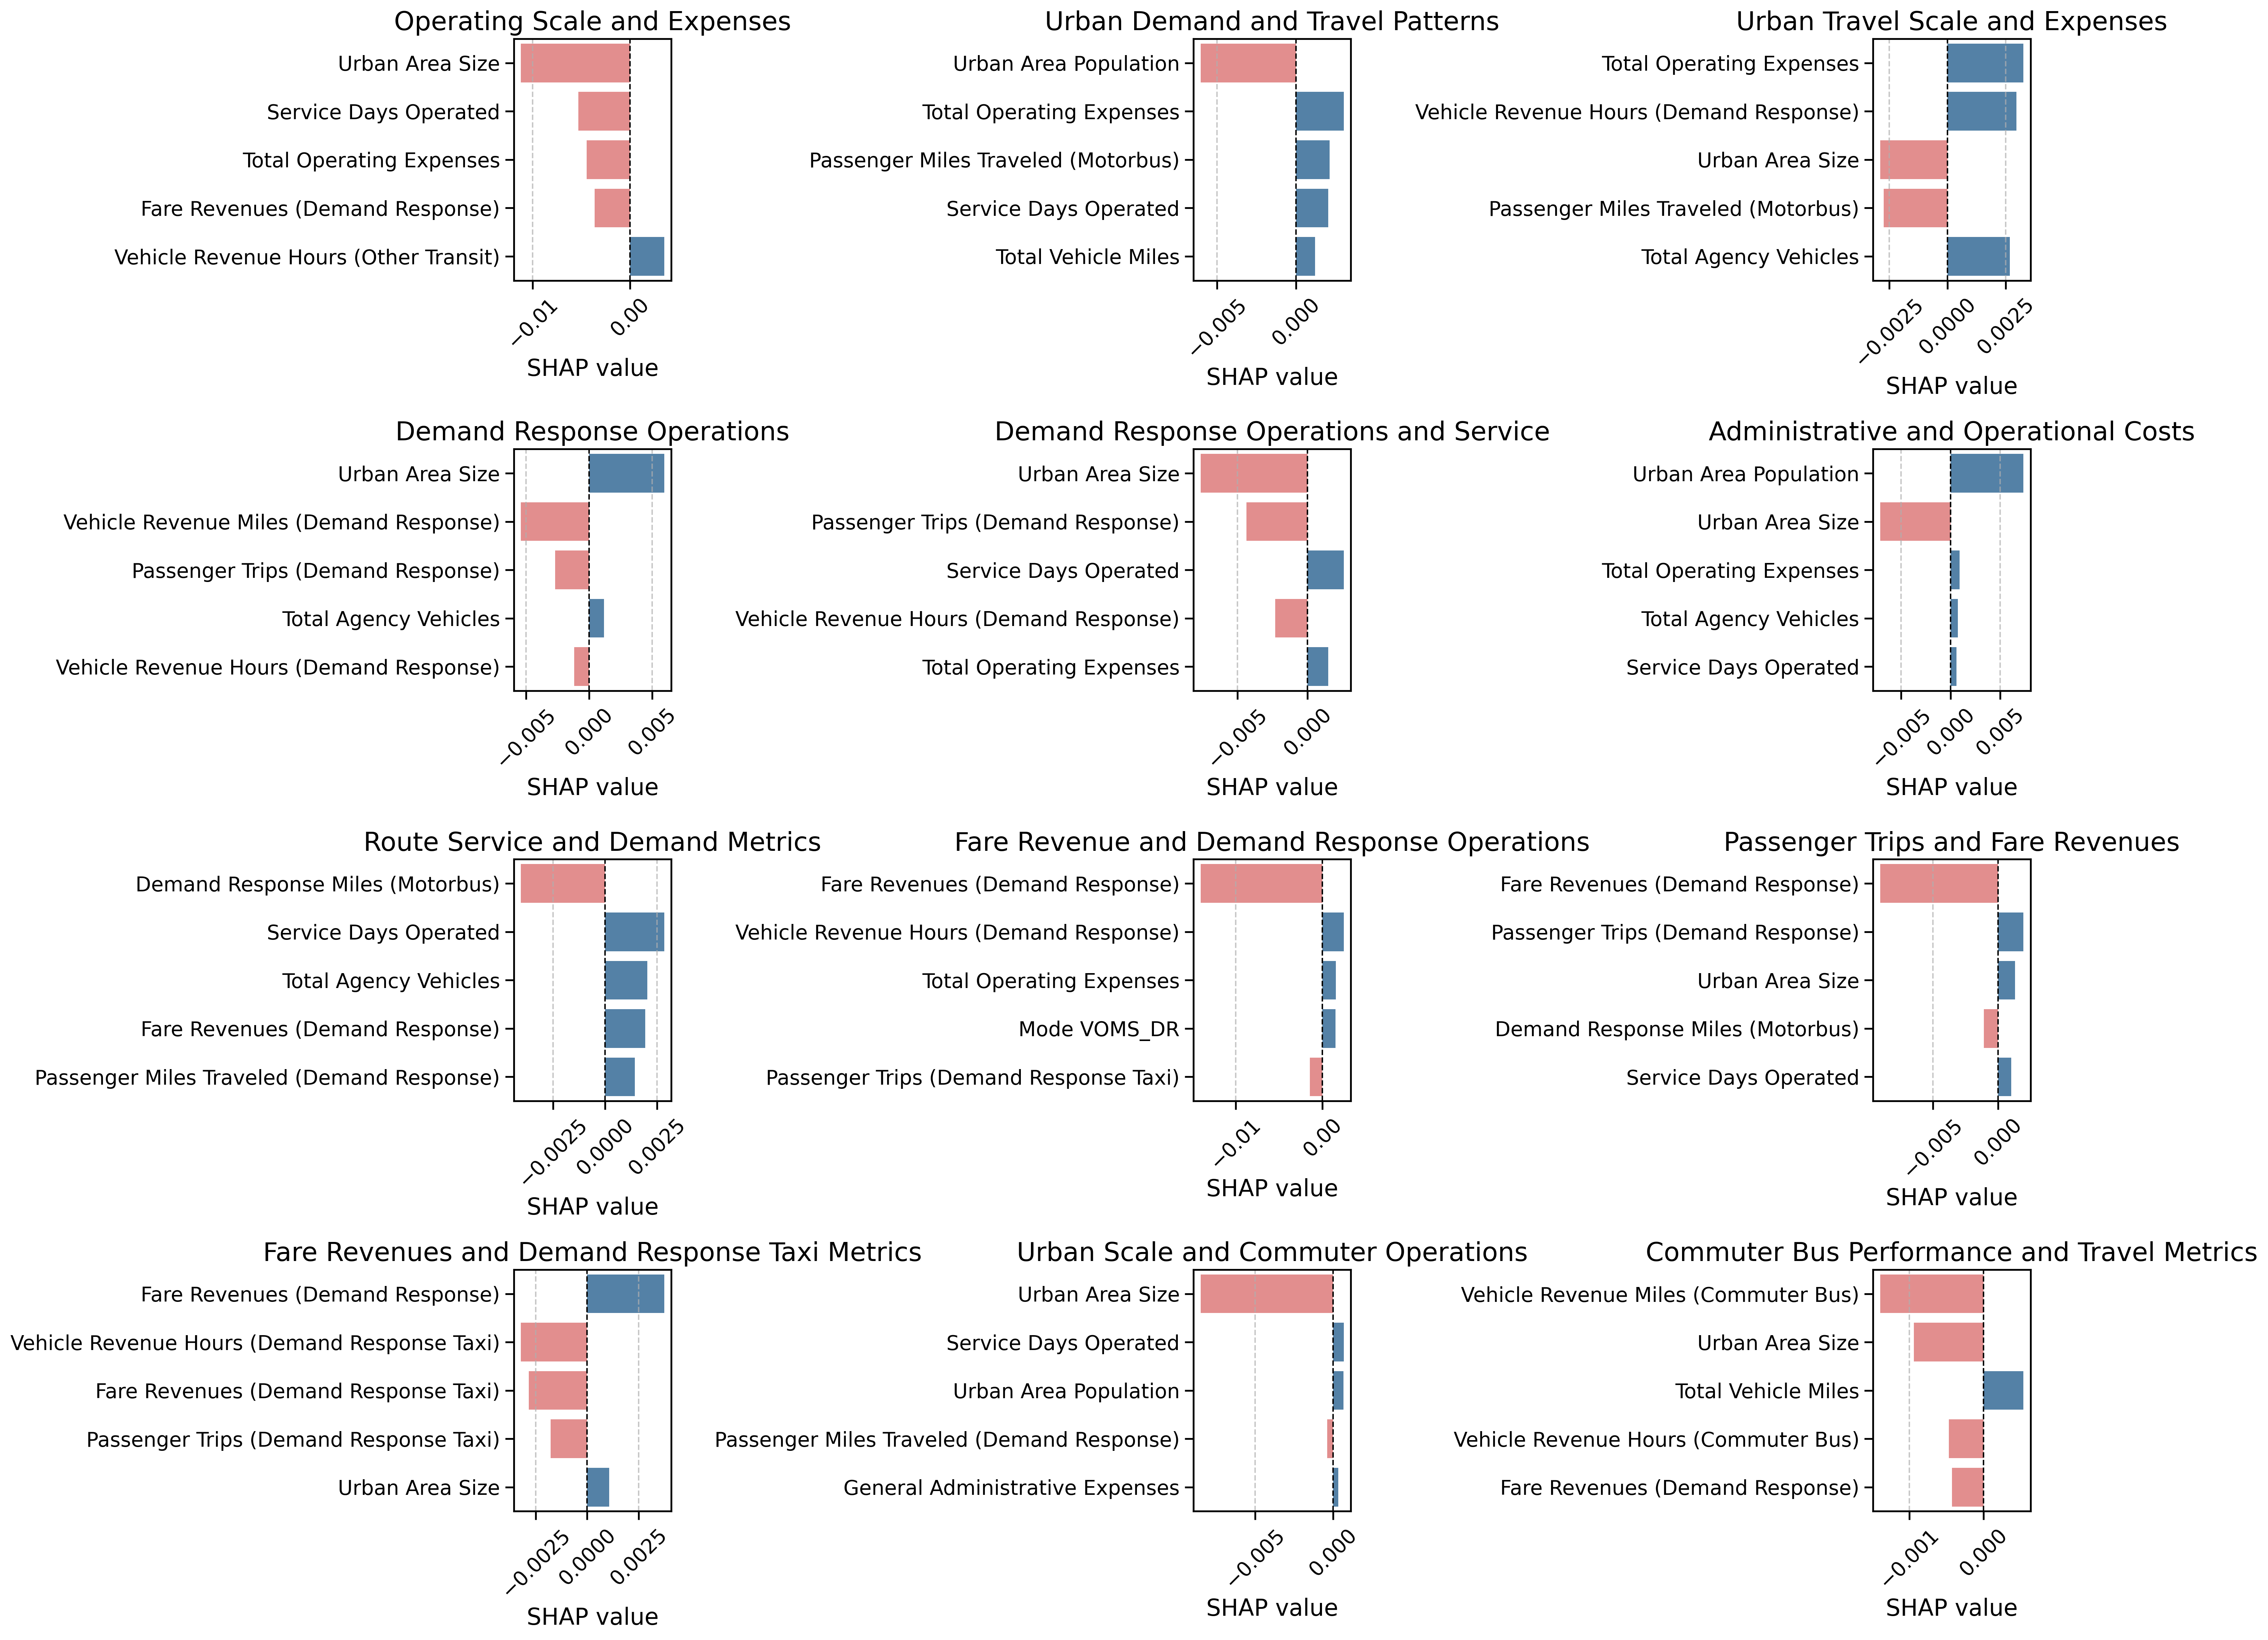 Operating Scale and Expenses
Urban Area Size
Service Days Operated
Total Operating Expenses
Fare Revenues (Demand Response)
Vehicle Revenue Hours (Other Transit)
−0.01
0.00
SHAP value
Urban Demand and Travel Patterns
Urban Area Population
Total Operating Expenses
Passenger Miles Traveled (Motorbus)
Service Days Operated
Total Vehicle Miles
−0.005
0.000
SHAP value
Urban Travel Scale and Expenses
Total Operating Expenses
Vehicle Revenue Hours (Demand Response)
Urban Area Size
Passenger Miles Traveled (Motorbus)
Total Agency Vehicles
−0.0025
0.0000
0.0025
SHAP value
Demand Response Operations
Urban Area Size
Vehicle Revenue Miles (Demand Response)
Passenger Trips (Demand Response)
Total Agency Vehicles
Vehicle Revenue Hours (Demand Response)
−0.005
0.000
0.005
SHAP value
Demand Response Operations and Service
Urban Area Size
Passenger Trips (Demand Response)
Service Days Operated
Vehicle Revenue Hours (Demand Response)
Total Operating Expenses
−0.005
0.000
SHAP value
Administrative and Operational Costs
Urban Area Population
Urban Area Size
Total Operating Expenses
Total Agency Vehicles
Service Days Operated
−0.005
0.000
0.005
SHAP value
Route Service and Demand Metrics
Demand Response Miles (Motorbus)
Service Days Operated
Total Agency Vehicles
Fare Revenues (Demand Response)
Passenger Miles Traveled (Demand Response)
−0.0025
0.0000
0.0025
SHAP value
Fare Revenue and Demand Response Operations
Fare Revenues (Demand Response)
Vehicle Revenue Hours (Demand Response)
Total Operating Expenses
Mode VOMS_DR
Passenger Trips (Demand Response Taxi)
−0.01
0.00
SHAP value
Passenger Trips and Fare Revenues
Fare Revenues (Demand Response)
Passenger Trips (Demand Response)
Urban Area Size
Demand Response Miles (Motorbus)
Service Days Operated
−0.005
0.000
SHAP value
Fare Revenues and Demand Response Taxi Metrics
Fare Revenues (Demand Response)
Vehicle Revenue Hours (Demand Response Taxi)
Fare Revenues (Demand Response Taxi)
Passenger Trips (Demand Response Taxi)
Urban Area Size
−0.0025
0.0000
0.0025
SHAP value
Urban Scale and Commuter Operations
Urban Area Size
Service Days Operated
Urban Area Population
Passenger Miles Traveled (Demand Response)
General Administrative Expenses
−0.005
0.000
SHAP value
Commuter Bus Performance and Travel Metrics
Vehicle Revenue Miles (Commuter Bus)
Urban Area Size
Total Vehicle Miles
Vehicle Revenue Hours (Commuter Bus)
Fare Revenues (Demand Response)
−0.001
0.000
SHAP value